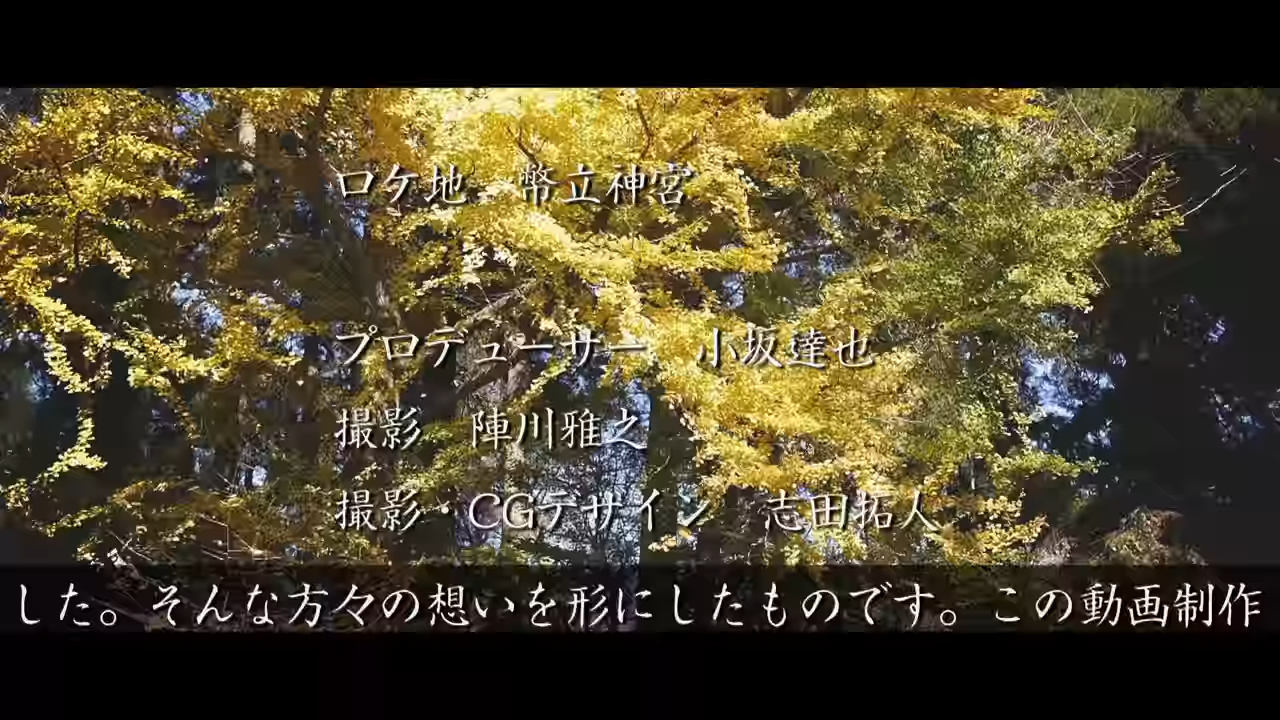 ロケ地　幣立神宮
プロデューサー　小坂達也
撮影　陣川雅之
撮影・CGデザイン　志田拓人
した。そんな方々の想いを形にしたものです。この動画制作